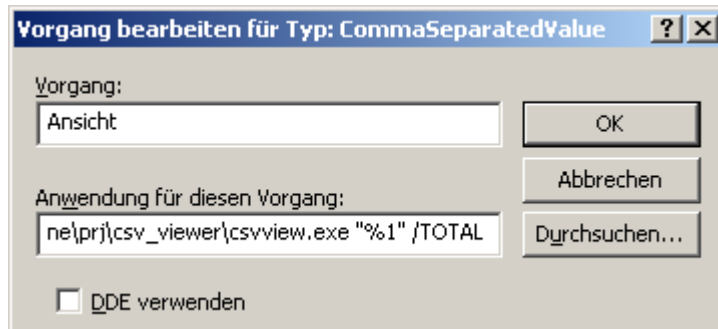 Vorgang bearbeiten für Typ: CommaSeparatedValue
Vorgang:
Ansicht
OK
Abbrechen
Anwendung für diesen Vorgang:
ne\prj\csv_viewer\csvview.exe "%1" /TOTAL
Durchsuchen...
DDE verwenden